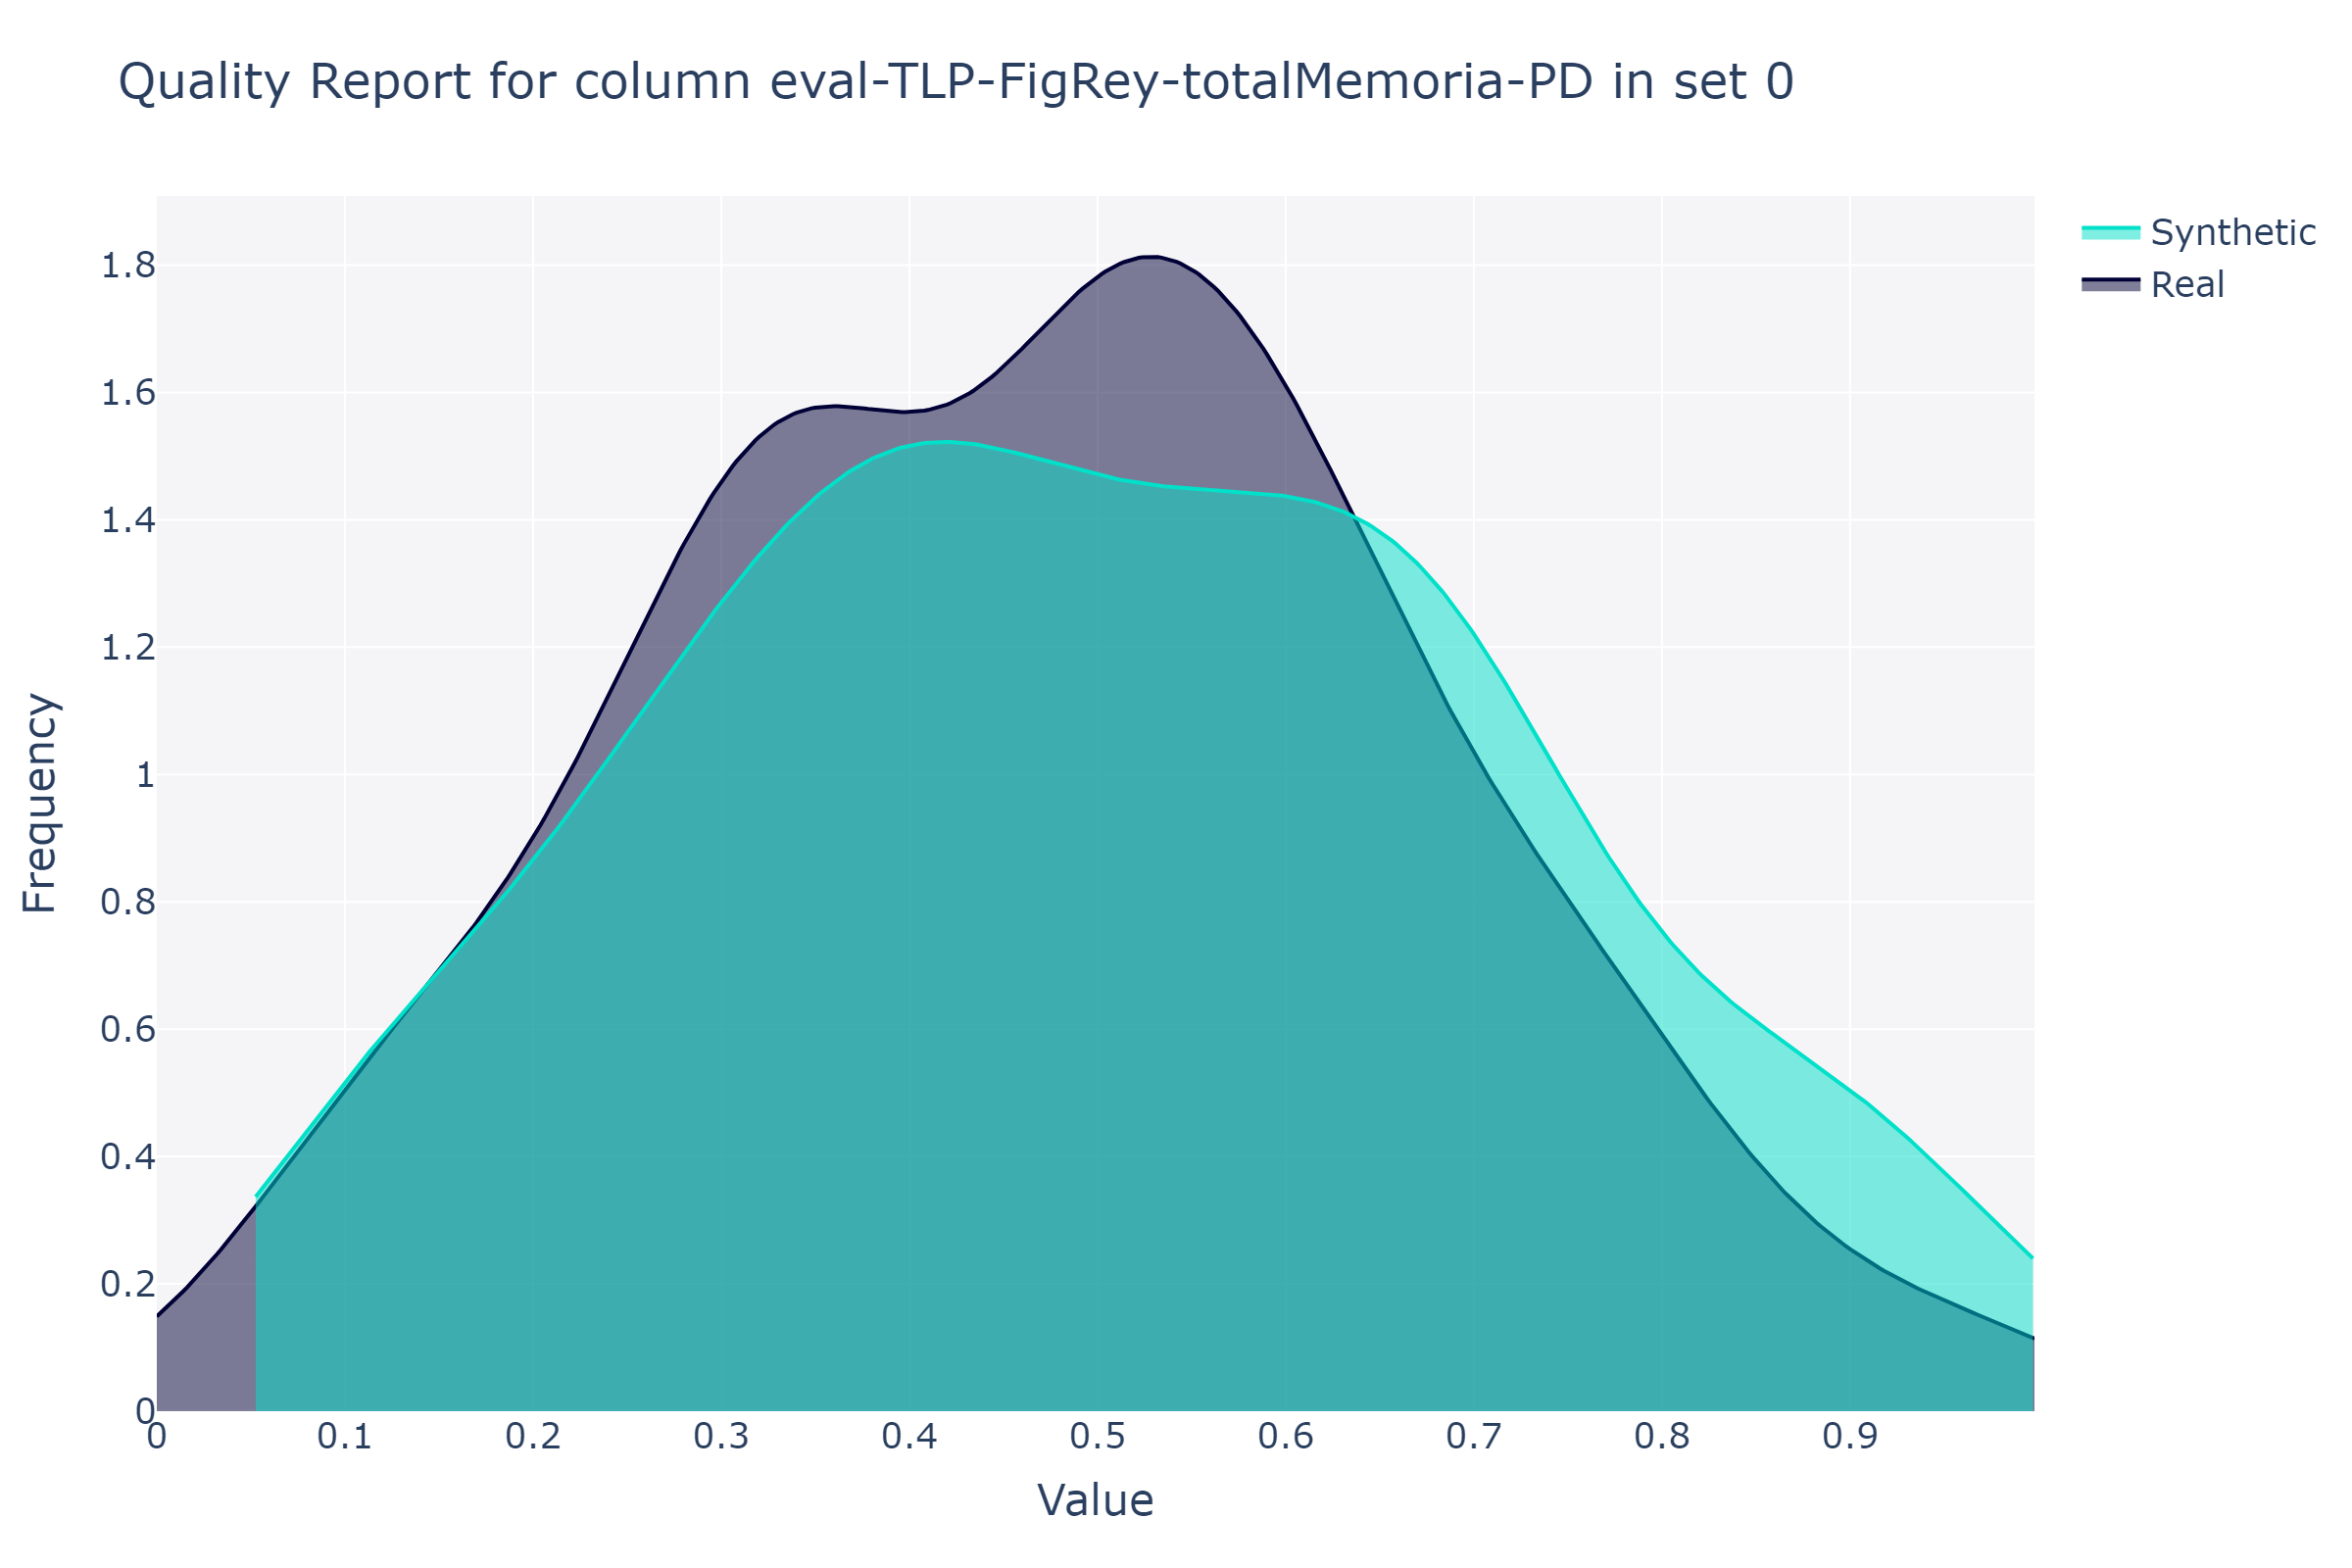 Quality Report for column eval-TLP-FigRey-totalMemoria-PD in set 0
Synthetic
Real
1.8
1.6
1.4
1.2
1
0.8
0.6
0.4
0.2
0
Frequency
0 0.1 0.2 0.3 0.4 0.5 0.6 0.7 0.8 0.9
Value